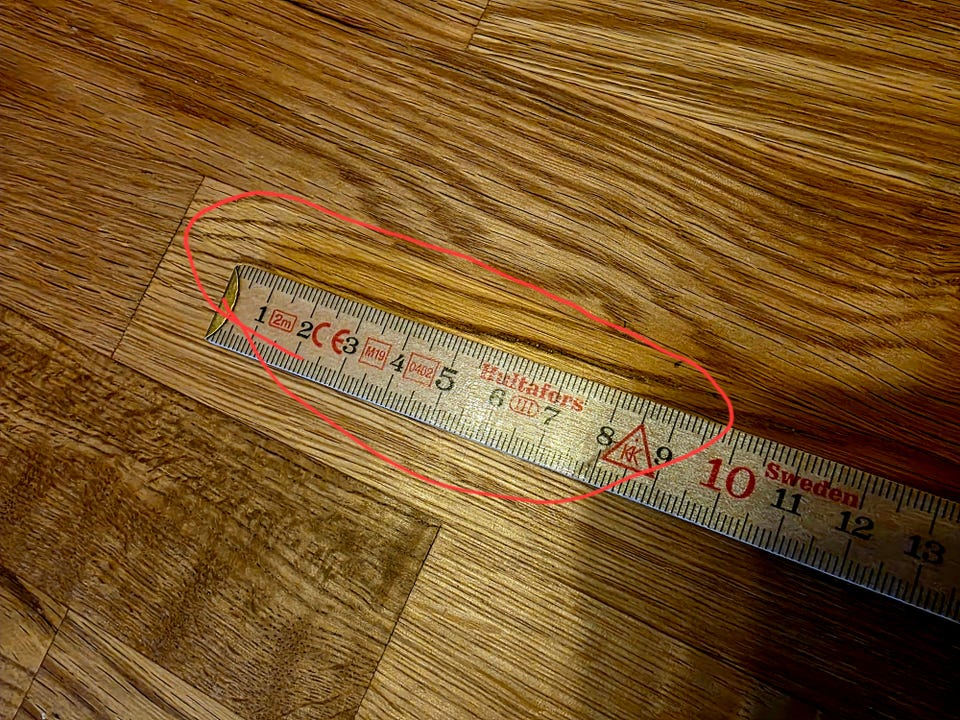 1 2m 2 CE 3 M19 4 0402 5
Hultafors
6 III 7
8 KK 9
10 Sweden
11 12 13